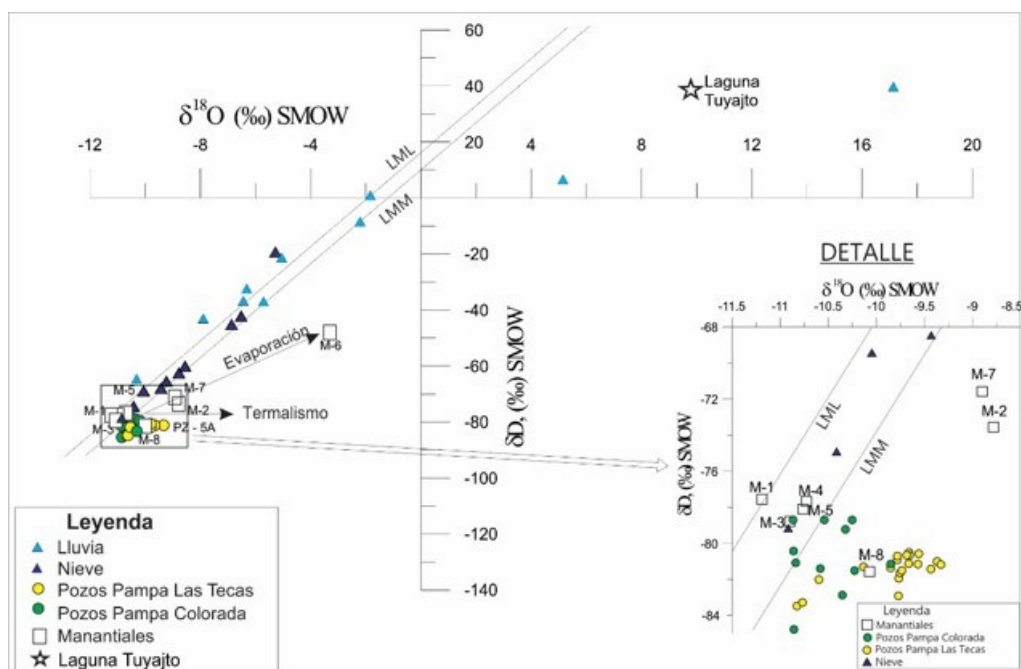 60
40
20
-20
-40
-60
-80
-100
-120
-140
δ¹⁸O (‰) SMOW
-12 -8 -4 4 8 12 16 20
Laguna
Tuyajto
LML
LMM
Evaporación
Termalismo
M-6
M-5
M-7
M-1
M-2
M-3
M-8
PZ - 5A
δD, (‰) SMOW
Leyenda
Lluvia
Nieve
Pozos Pampa Las Tecas
Pozos Pampa Colorada
Manantiales
Laguna Tuyajto
DETALLE
δ¹⁸O (‰) SMOW
-11.5 -11 -10.5 -10 -9.5 -9 -8.5
-68
-72
-76
-80
-84
δD, (‰) SMOW
LML
LMM
M-7
M-2
M-1
M-4
M-5
M-3
M-8
Leyenda
Manantiales
Pozos Pampa Colorada
Pozos Pampa Las Tecas
Nieve